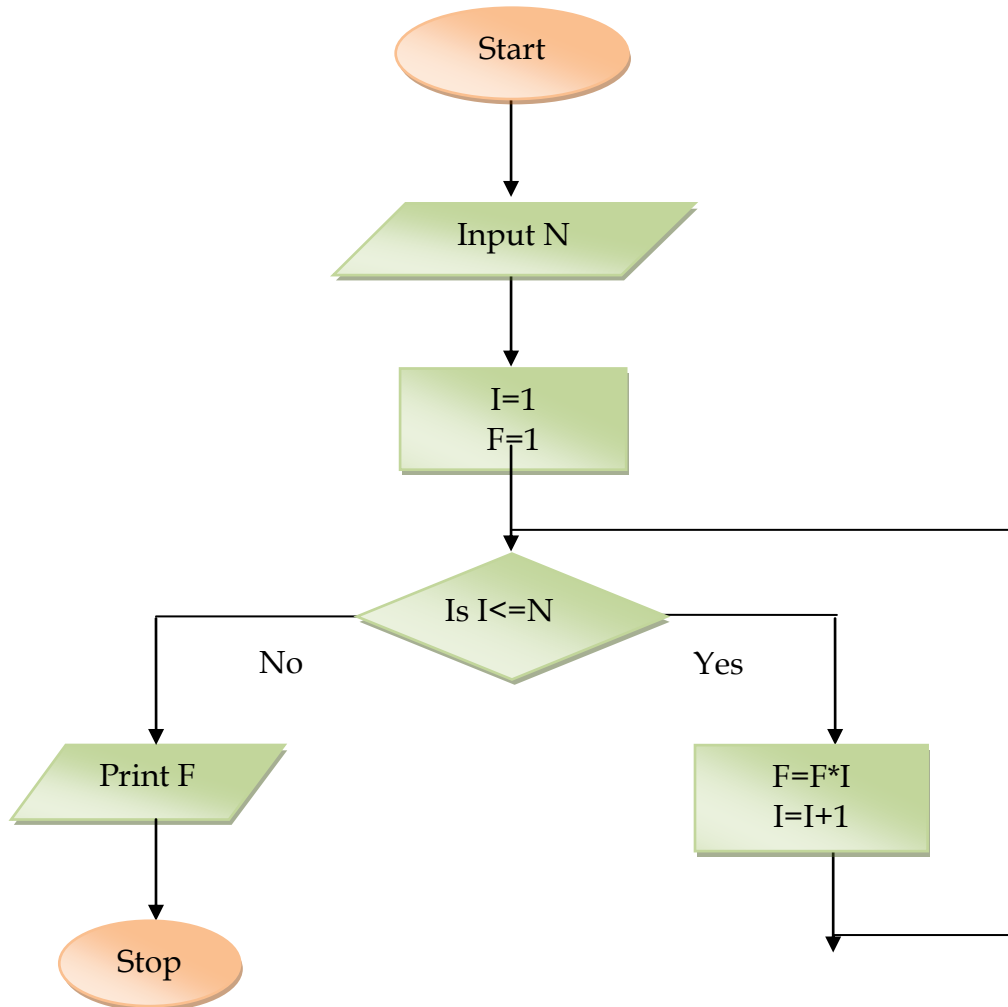 Start
Input N
I=1
F=1
Is I<=N
No
Yes
Print F
F=F*I
I=I+1
Stop